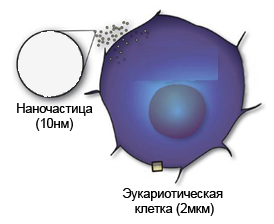 Наночастица
(10нм)
Эукариотическая
клетка (2мкм)